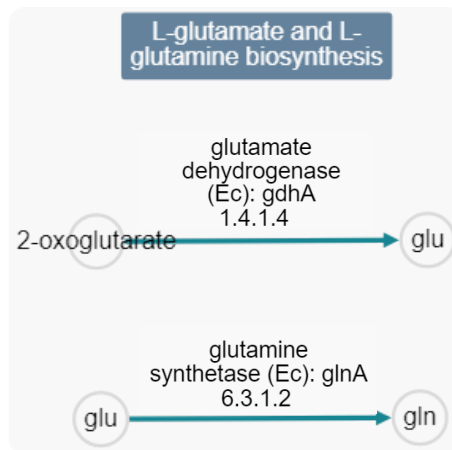 L-glutamate and L-
glutamine biosynthesis
glutamate
dehydrogenase
(Ec): gdhA
1.4.1.4
2-oxoglutarate
glu
glutamine
synthetase (Ec): glnA
6.3.1.2
glu
gln